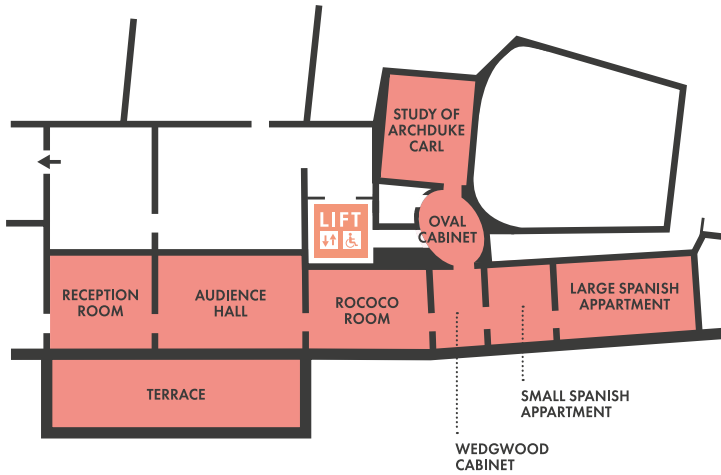 STUDY OF
ARCHDUKE
CARL
LIFT
OVAL
CABINET
RECEPTION
ROOM
AUDIENCE
HALL
ROCOCO
ROOM
LARGE SPANISH
APPARTMENT
TERRACE
SMALL SPANISH
APPARTMENT
WEDGWOOD
CABINET